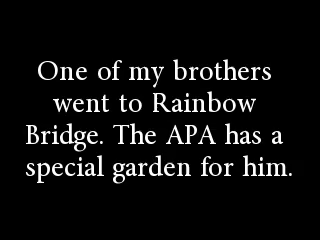 One of my brothers
went to Rainbow
Bridge. The APA has a
special garden for him.